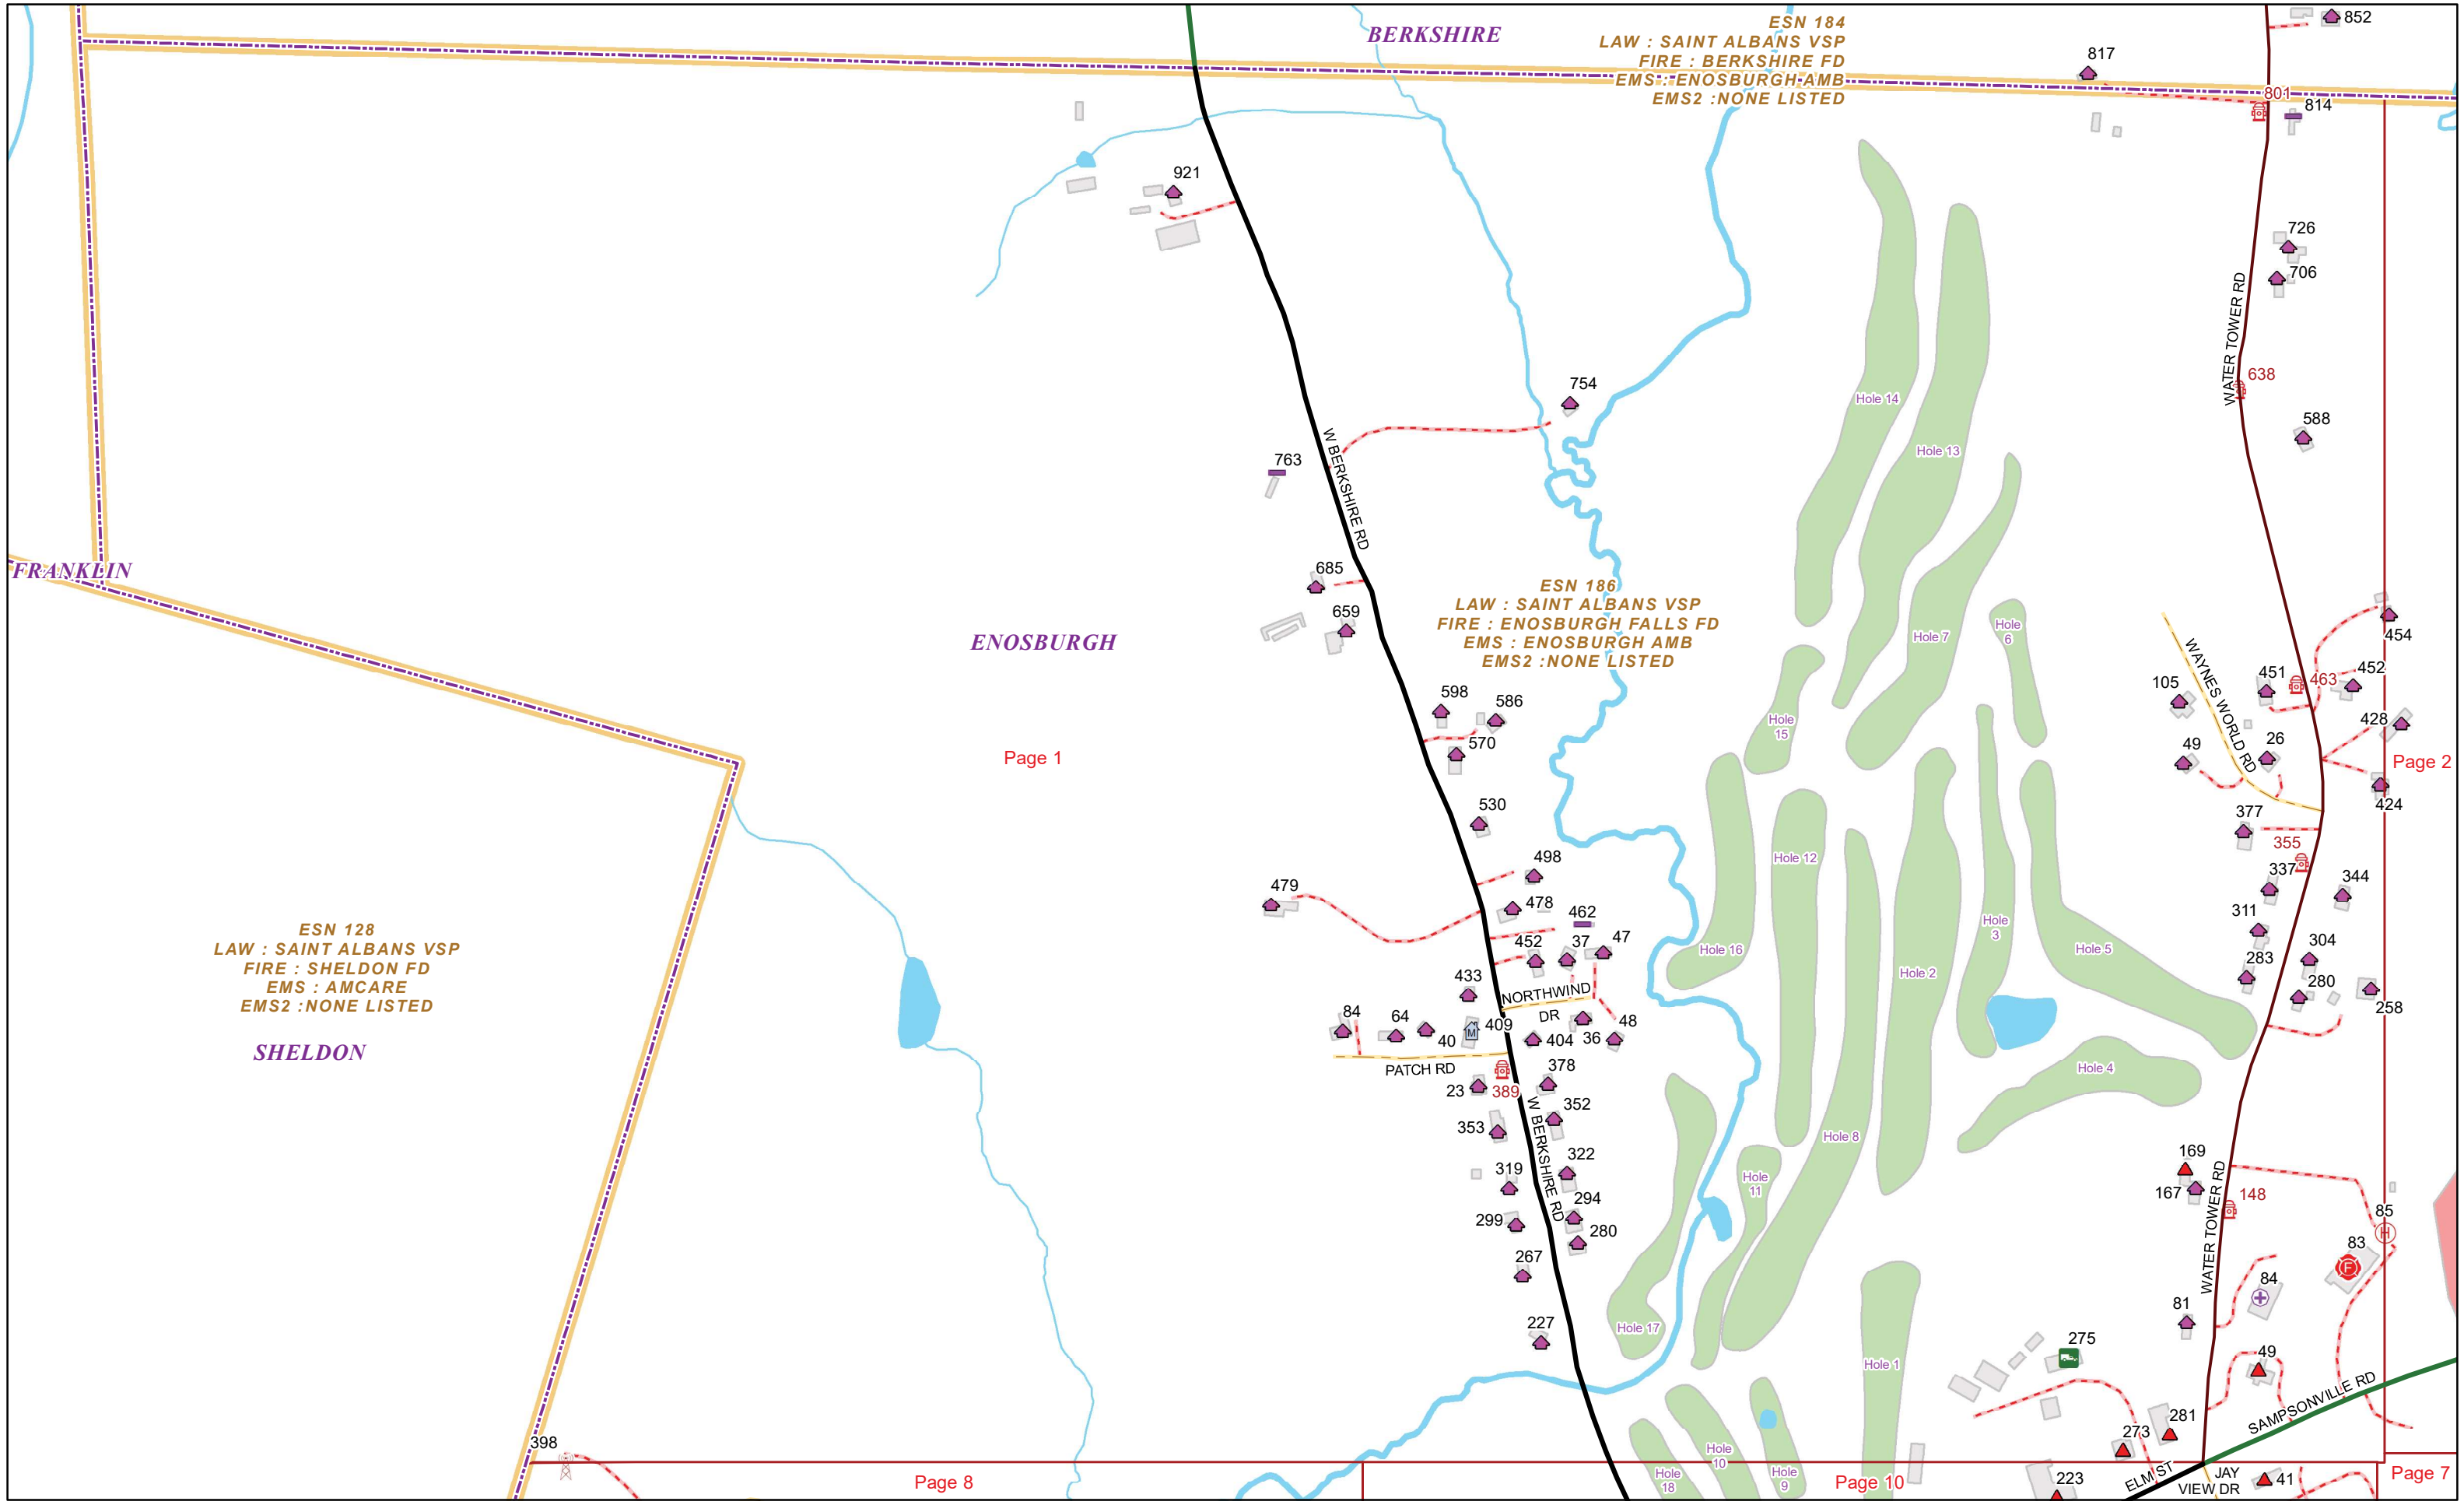 BERKSHIRE
ESN 184
LAW : SAINT ALBANS VSP
FIRE : BERKSHIRE FD
EMS : ENOSBURGH AMB
EMS2 :NONE LISTED
852
817
801
814
921
726
706
WATER TOWER RD
638
588
754
Hole 14
Hole 13
763
W BERKSHIRE RD
FRANKLIN
685
659
ENOSBURGH
ESN 186
LAW : SAINT ALBANS VSP
FIRE : ENOSBURGH FALLS FD
EMS : ENOSBURGH AMB
EMS2 :NONE LISTED
Hole 7
Hole
6
454
WAYNES WORLD RD
105
451
463
452
428
49
26
Page 2
424
598
586
570
Hole
15
Page 1
530
377
355
337
344
311
304
283
280
258
498
478
479
462
452
37
47
433
NORTHWIND
DR
84
64
40
409
404
36
48
PATCH RD
23
389
378
352
353
W BERKSHIRE RD
322
319
294
299
280
267
227
Hole 12
Hole 16
Hole 2
Hole
3
Hole 5
Hole 4
Hole 8
Hole
11
Hole 17
Hole 1
ESN 128
LAW : SAINT ALBANS VSP
FIRE : SHELDON FD
EMS : AMCARE
EMS2 :NONE LISTED
SHELDON
169
167
148
WATER TOWER RD
85
H
83
F
84
81
275
49
SAMPSONVILLE RD
281
273
398
M
Page 8
Hole
18
Hole
10
Hole
9
Page 10
223
ELM ST
JAY
VIEW DR
41
Page 7